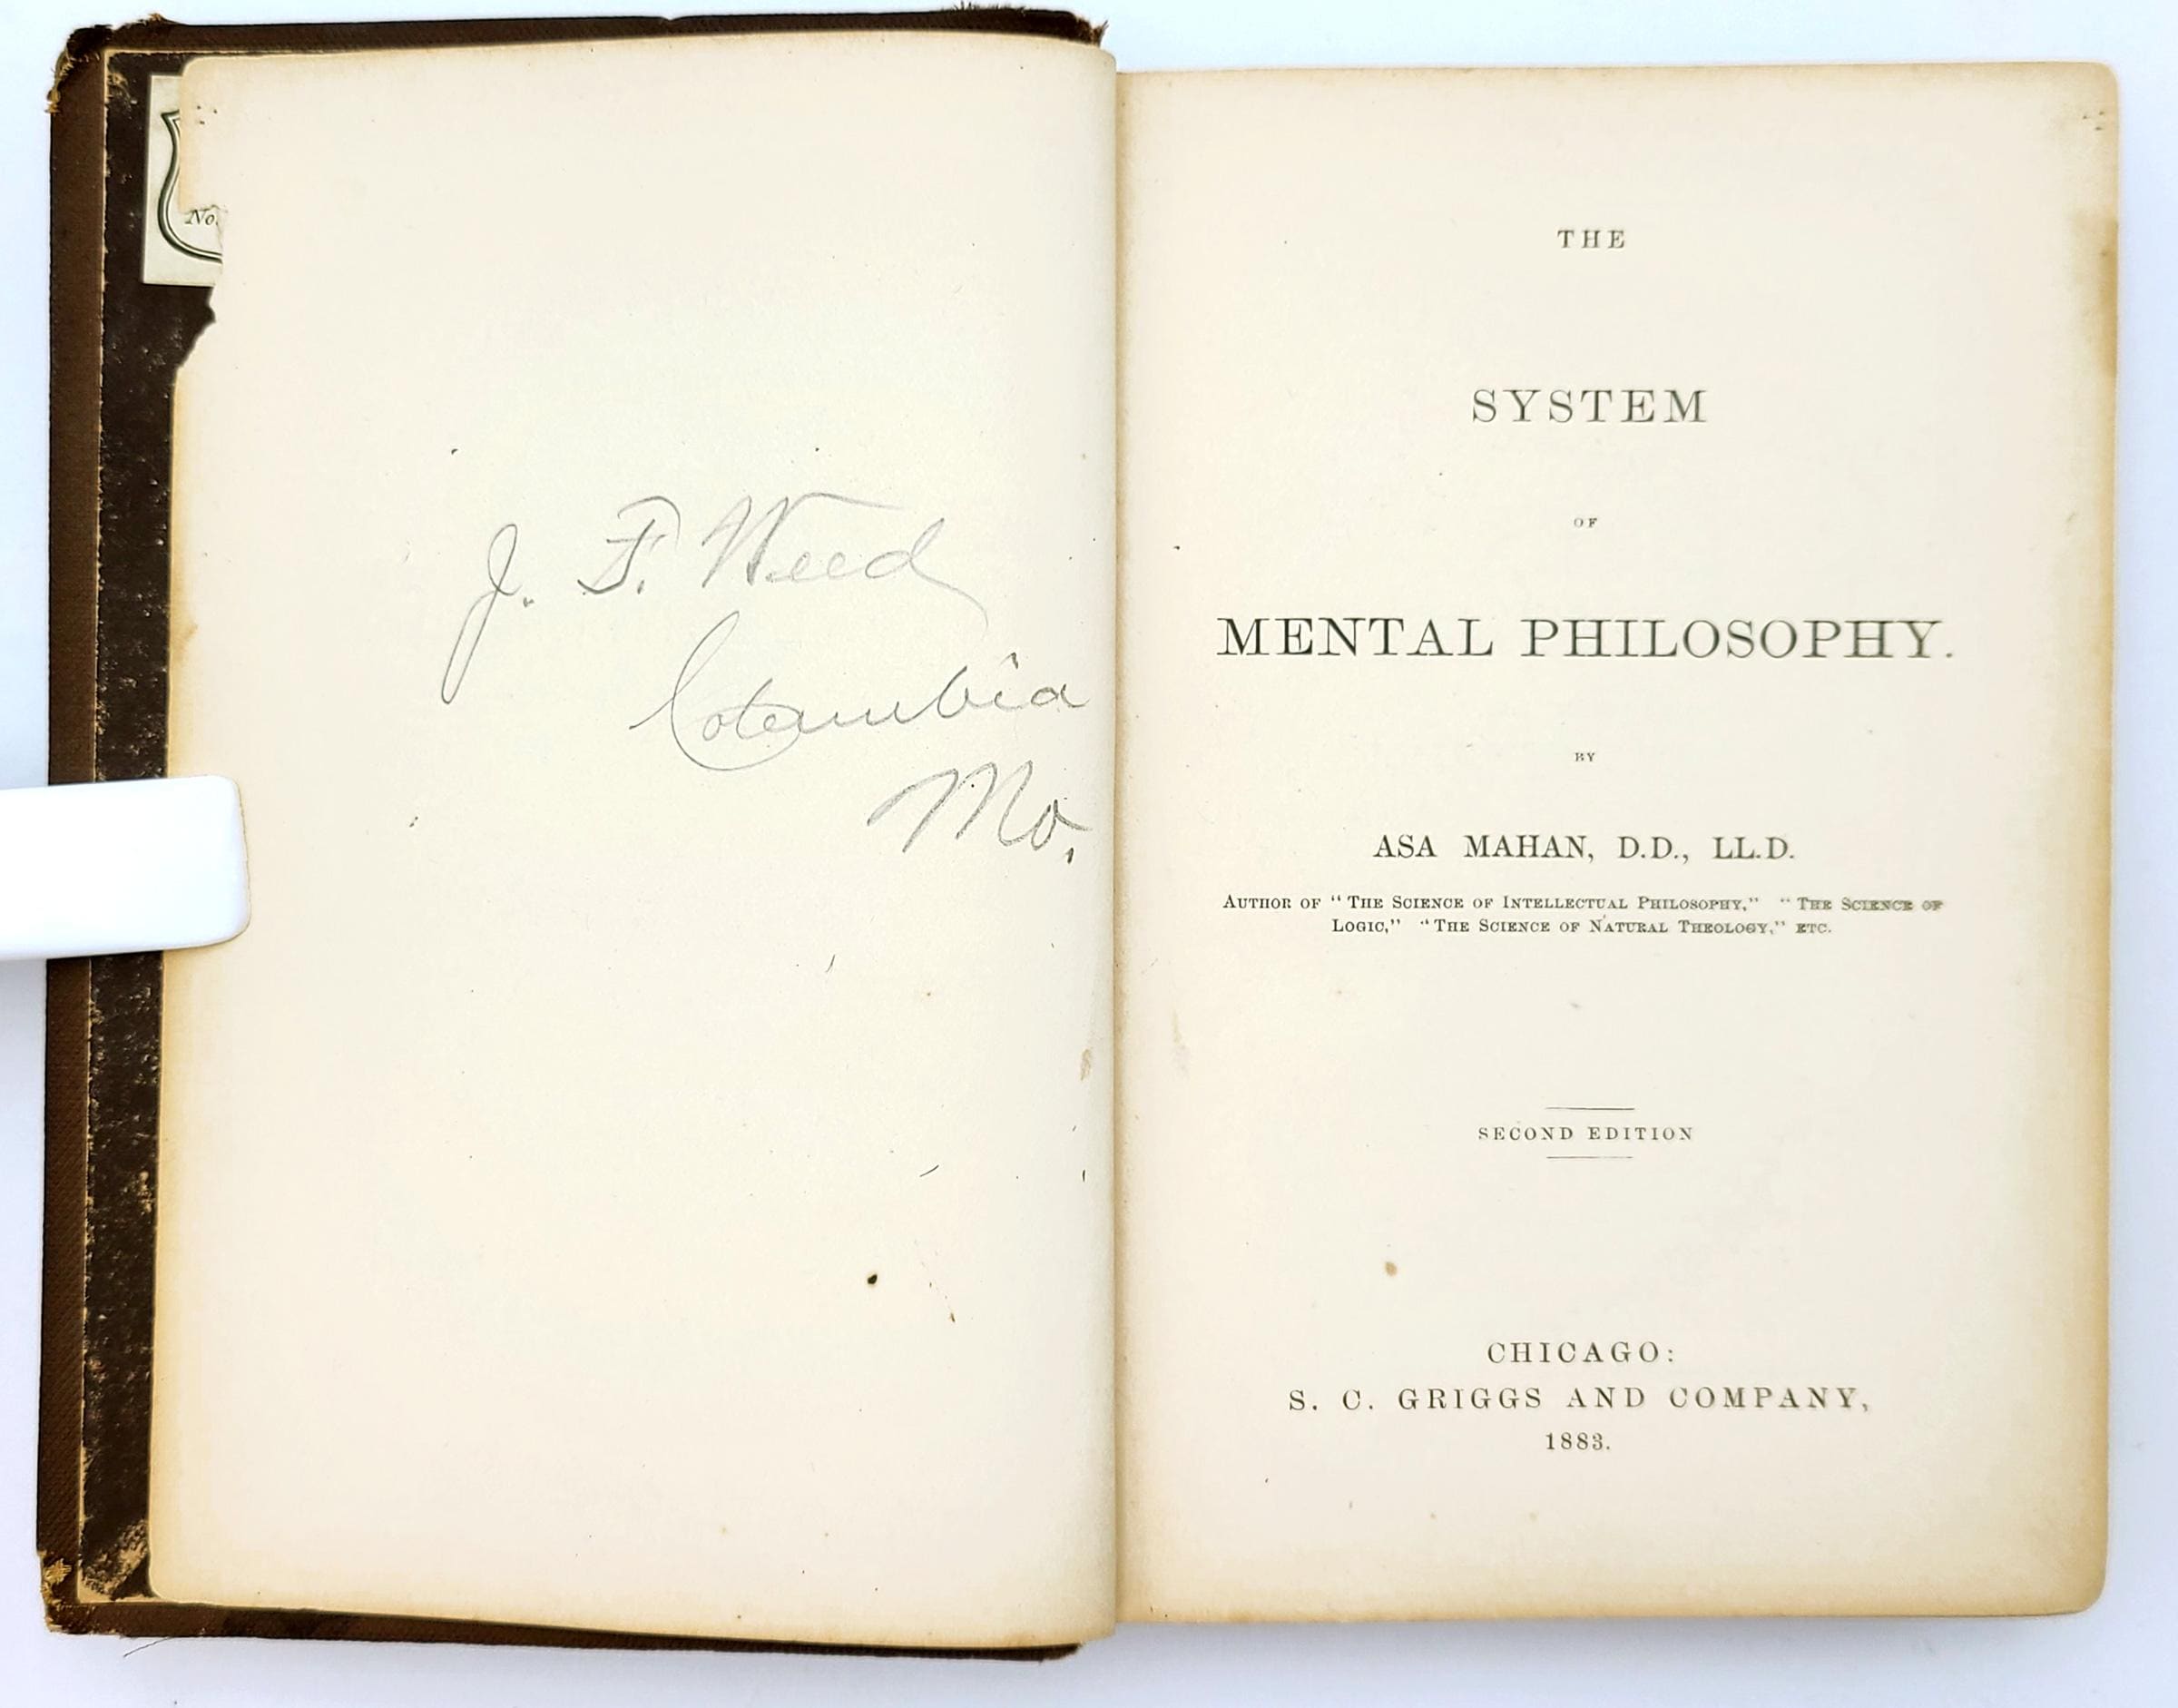 No.
J. F. Weed
Columbia
Mo.
THE
SYSTEM
OF
MENTAL PHILOSOPHY.
BY
ASA MAHAN, D.D., LL.D.
AUTHOR OF "THE SCIENCE OF INTELLECTUAL PHILOSOPHY," "THE SCIENCE OF
LOGIC," "THE SCIENCE OF NATURAL THEOLOGY," ETC.
SECOND EDITION
CHICAGO:
S. C. GRIGGS AND COMPANY,
1883.